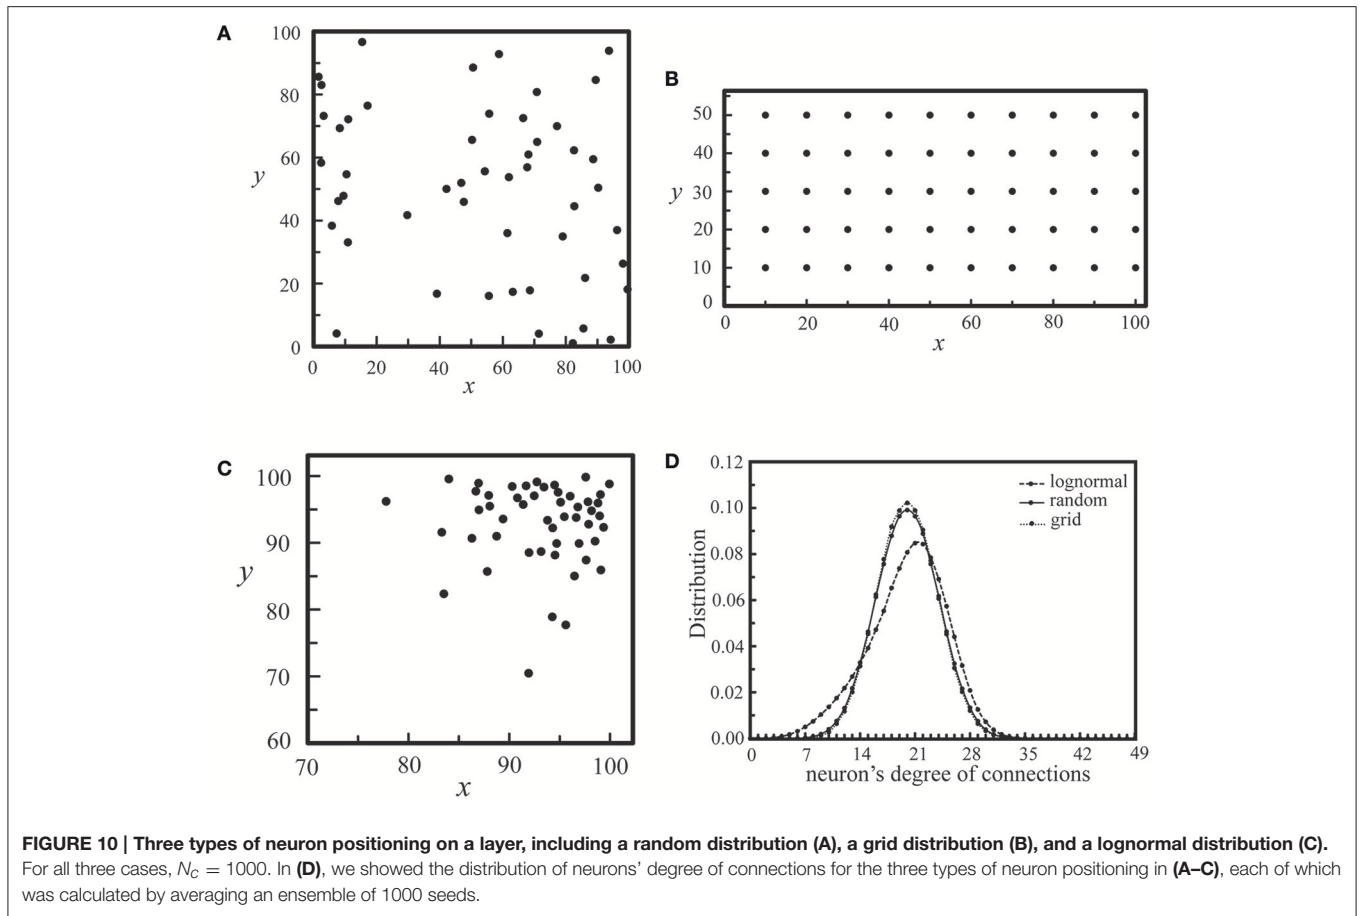 A
100
80
60
y
40
20
0
0 20 40 60 80 100
x
B
50
40
y 30
20
10
0
0 20 40 60 80 100
x
C
100
90
y
80
70
60
70 80 90 100
x
D
0.12
0.10
0.08
0.06
0.04
0.02
0.00
Distribution
lognormal
random
grid
0 7 14 21 28 35 42 49
neuron's degree of connections
FIGURE 10 | Three types of neuron positioning on a layer, including a random distribution (A), a grid distribution (B), and a lognormal distribution (C).
For all three cases, Nc = 1000. In (D), we showed the distribution of neurons' degree of connections for the three types of neuron positioning in (A–C), each of which
was calculated by averaging an ensemble of 1000 seeds.